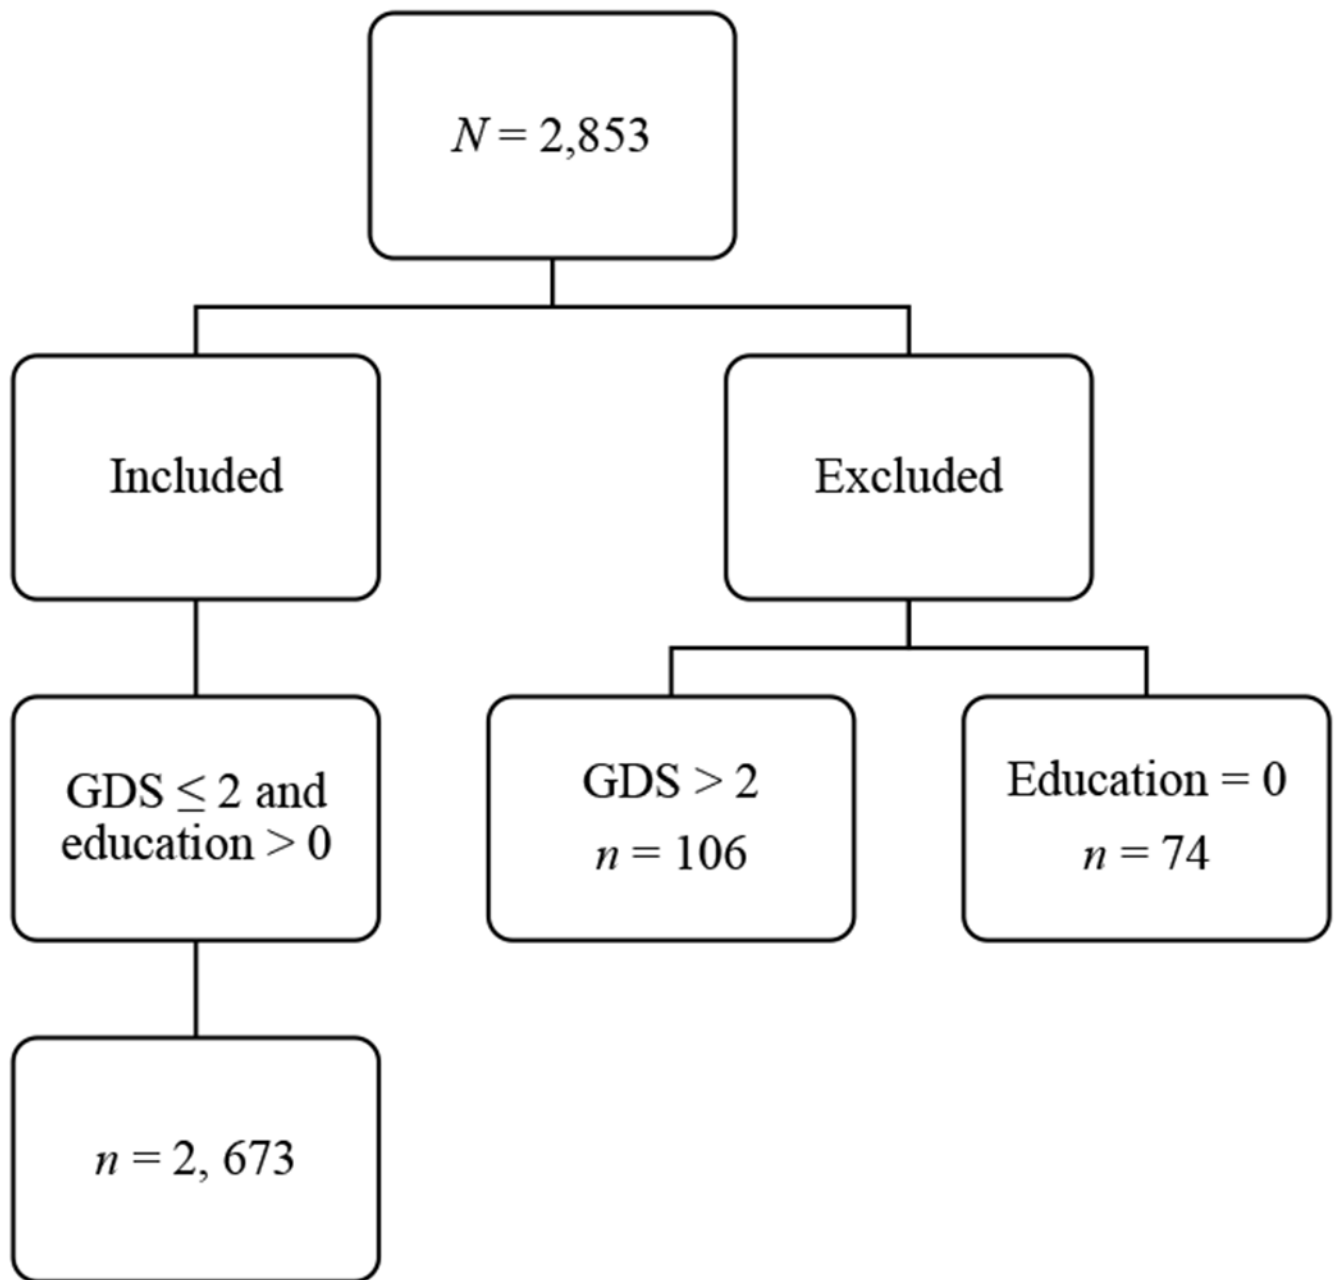 N = 2,853
Included
Excluded
GDS ≤ 2 and
education > 0
GDS > 2
n = 106
Education = 0
n = 74
n = 2, 673